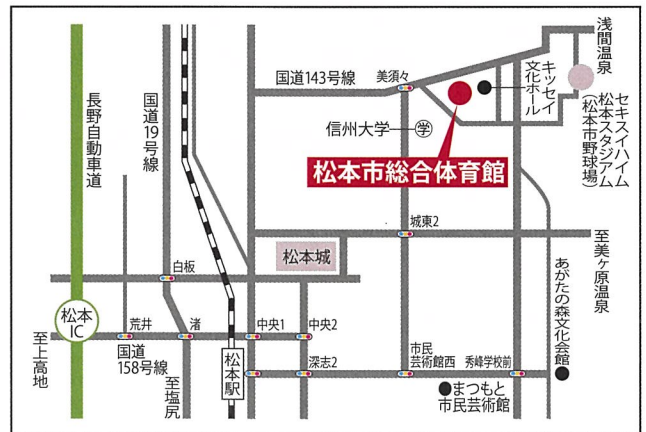 浅間温泉
キッセイ
文化ホール
セキスイハイム
松本スタジアム
(松本市野球場)
国道143号線
美須々
長野自動車道
国道19号線
信州大学
学
松本市総合体育館
城東2
至美ヶ原温泉
松本城
白板
あがたの森文化会館
松本
IC
荒井
渚
中央1
中央2
至上高地
国道
158号線
至塩尻
松本駅
深志2
市民
芸術館西
秀峰学校前
まつもと
市民芸術館